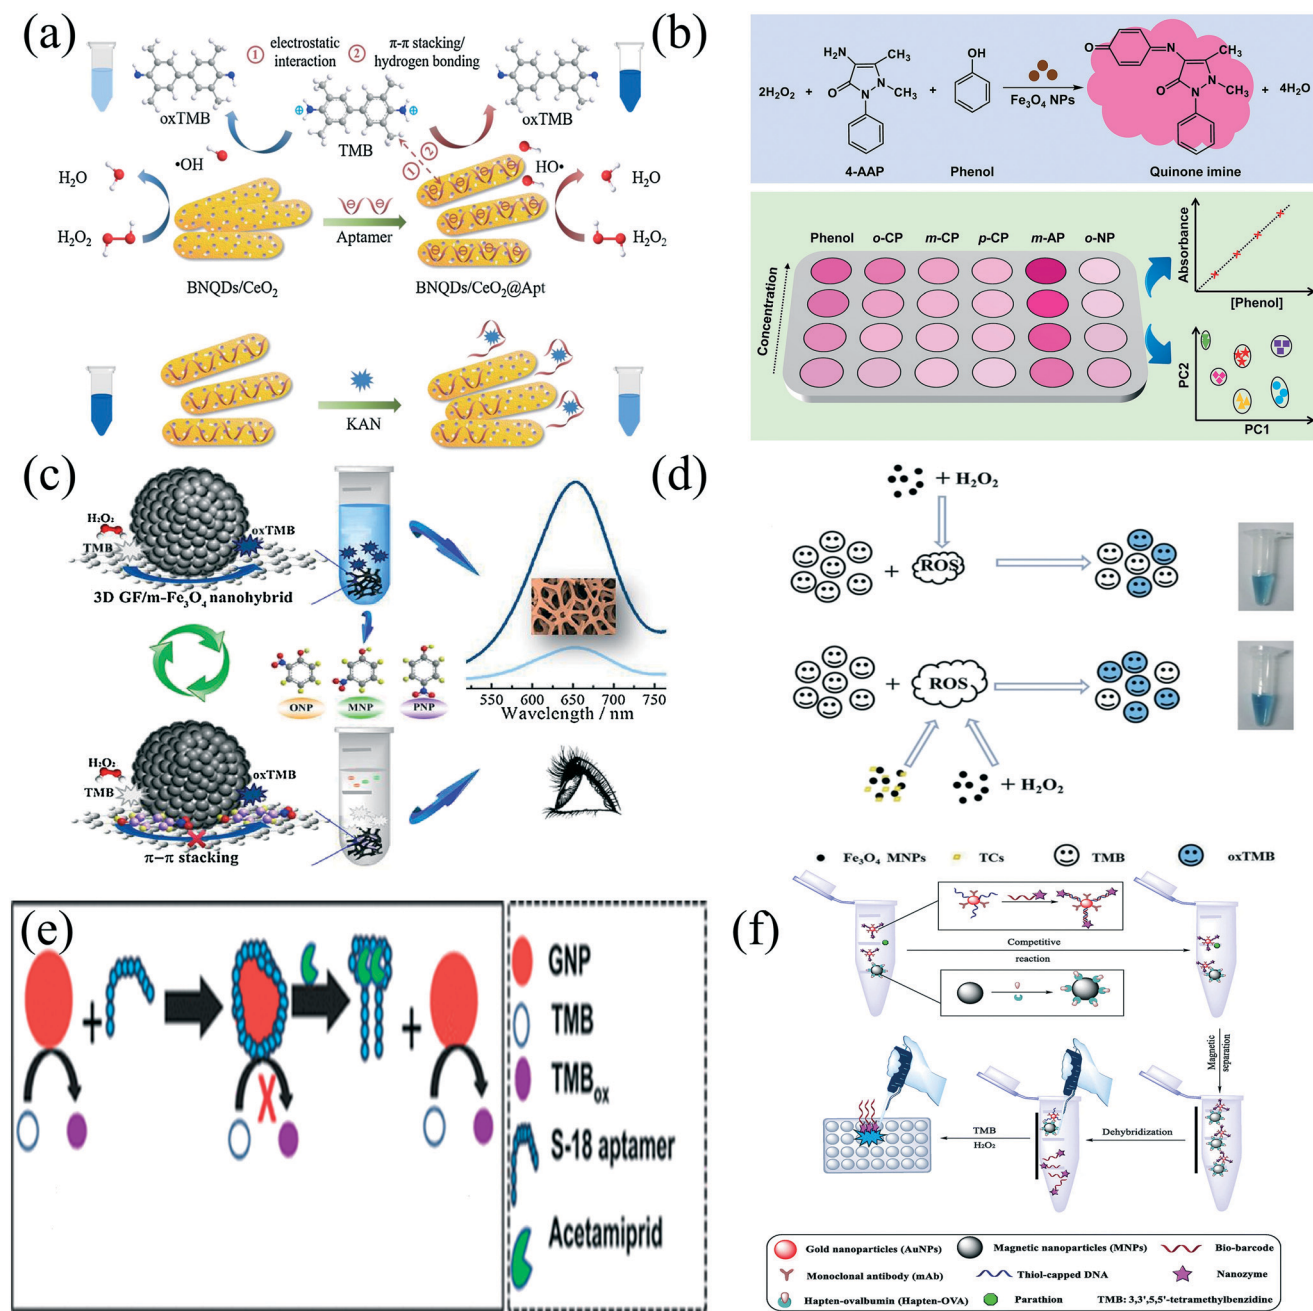 (a)
oxTMB
① electrostatic
interaction
② π-π stacking/
hydrogen bonding
oxTMB
TMB
•OH
HO•
H₂O
H₂O₂
① ②
Aptamer
H₂O
H₂O₂
BNQDs/CeO₂
BNQDs/CeO₂@Apt
KAN
(b)
2H₂O₂ + 4-AAP + Phenol
H₂N CH₃
O N N CH₃
OH
Fe₃O₄ NPs
O N CH₃
O N N CH₃
Quinone imine
+ 4H₂O
Phenol o-CP m-CP p-CP m-AP o-NP
Concentration
Absorbance
[Phenol]
PC2
PC1
(c)
H₂O₂
TMB
oxTMB
3D GF/m-Fe₃O₄ nanohybrid
ONP MNP PNP
550 600 650 700 750
Wavelength / nm
H₂O₂
TMB
oxTMB
π−π stacking
(d)
+ H₂O₂
+ ROS
+ ROS
+ H₂O₂
Fe₃O₄ MNPs TCs TMB oxTMB
(e)
+
X
+
GNP
TMB
TMBox
S-18 aptamer
Acetamiprid
(f)
Competitive
reaction
Magnetic
separation
Dehybridization
TMB
H₂O₂
Gold nanoparticles (AuNPs) Magnetic nanoparticles (MNPs) Bio-barcode
Monoclonal antibody (mAb) Thiol-capped DNA Nanozyme
Hapten-ovalbumin (Hapten-OVA) Parathion TMB: 3,3',5,5'-tetramethylbenzidine